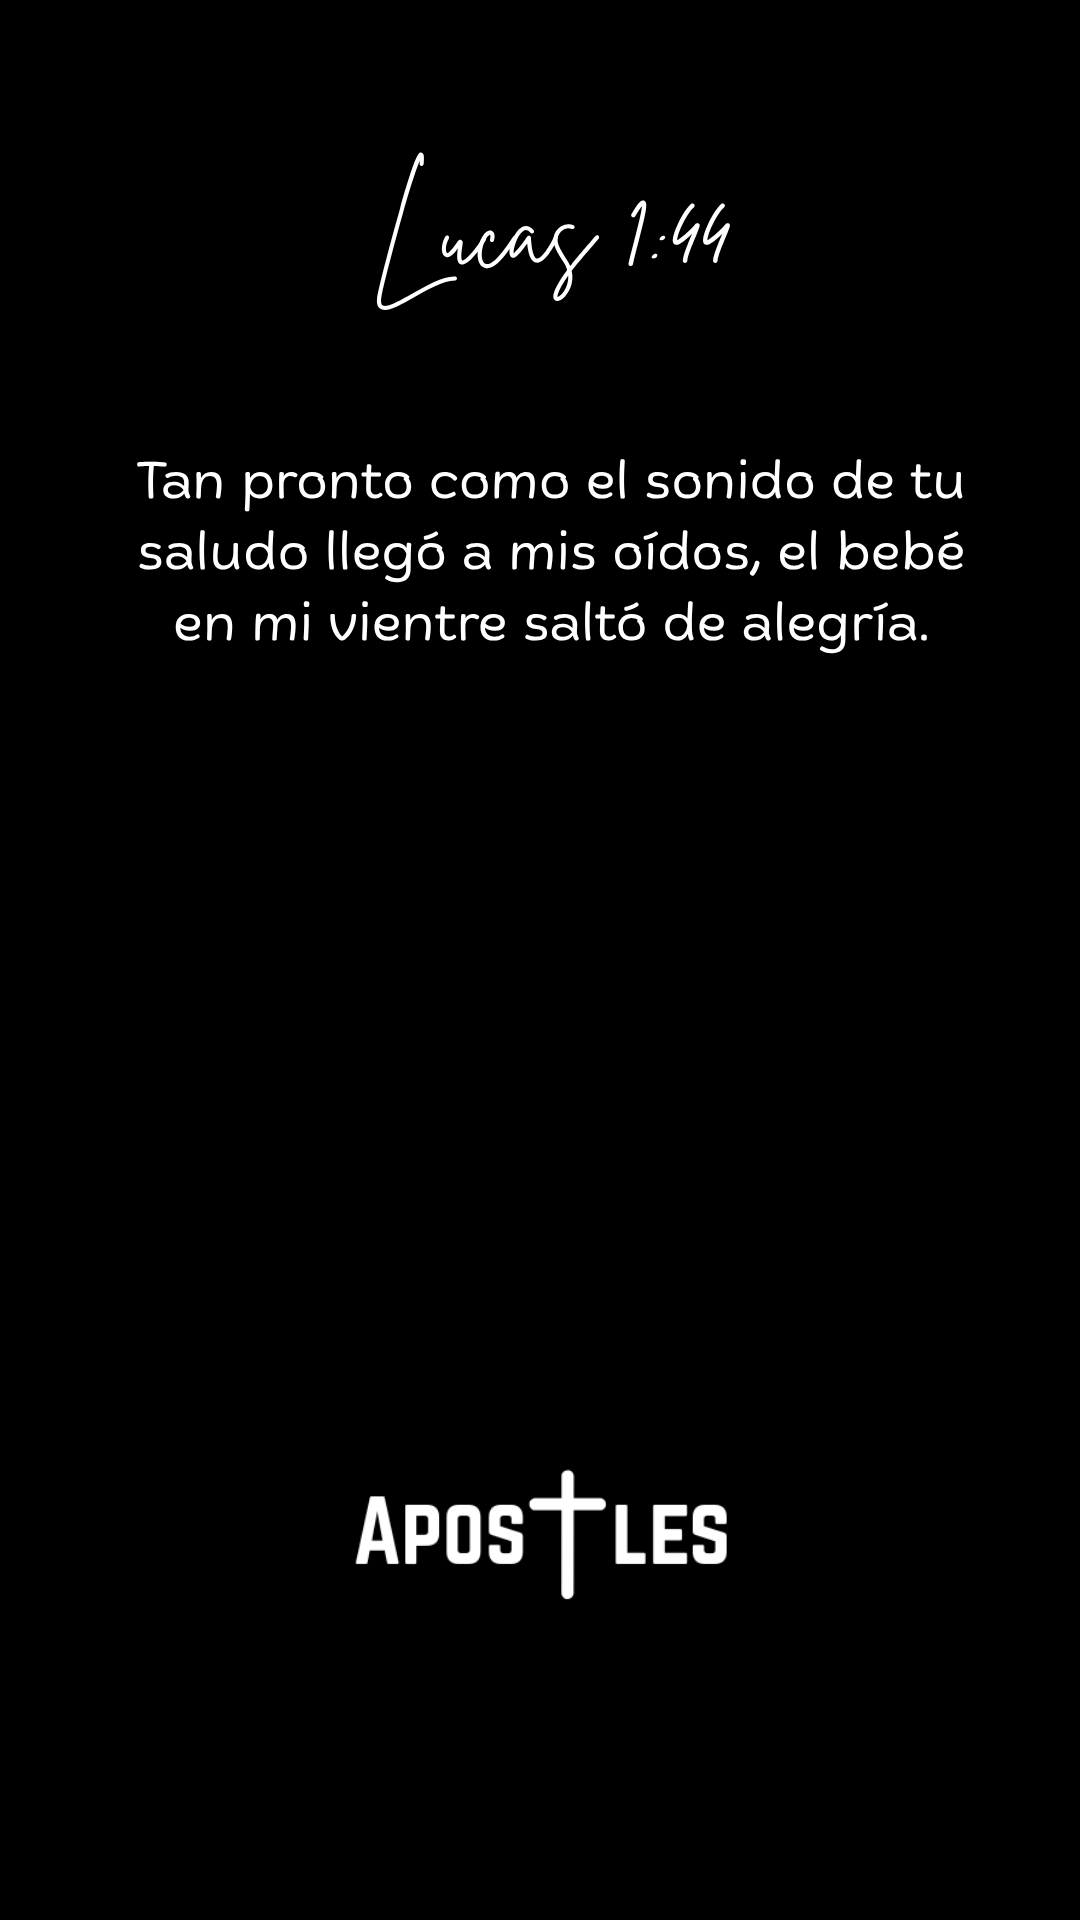 Lucas 1:44
Tan pronto como el sonido de tu
saludo llegó a mis oídos, el bebé
en mi vientre saltó de alegría.
APOSTLES